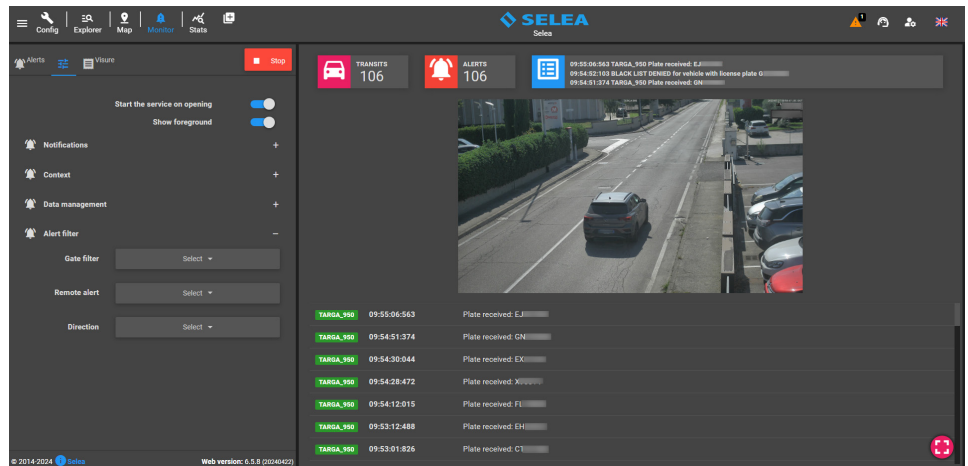 Config
Explorer
Map
Monitor
Stats
SELEA
Selea
1
Alerts
Visure
Stop
Start the service on opening
Show foreground
Notifications
Context
Data management
Alert filter
Gate filter
Select
Remote alert
Select
Direction
Select
TRANSITS
106
ALERTS
106
09:55:06:563 TARGA_950 Plate received: EJ
09:54:52:103 BLACK LIST DENIED for vehicle with license plate G
09:54:51:374 TARGA_950 Plate received: GN
TARGA_950 09:55:06:563 Plate received: EJ
TARGA_950 09:54:51:374 Plate received: GN
TARGA_950 09:54:30:044 Plate received: EX
TARGA_950 09:54:28:472 Plate received: X
TARGA_950 09:54:12:015 Plate received: FL
TARGA_950 09:53:12:488 Plate received: EH
TARGA_950 09:53:01:826 Plate received: CT
© 2014-2024 Selea Web version: 6.5.8 (20240422)